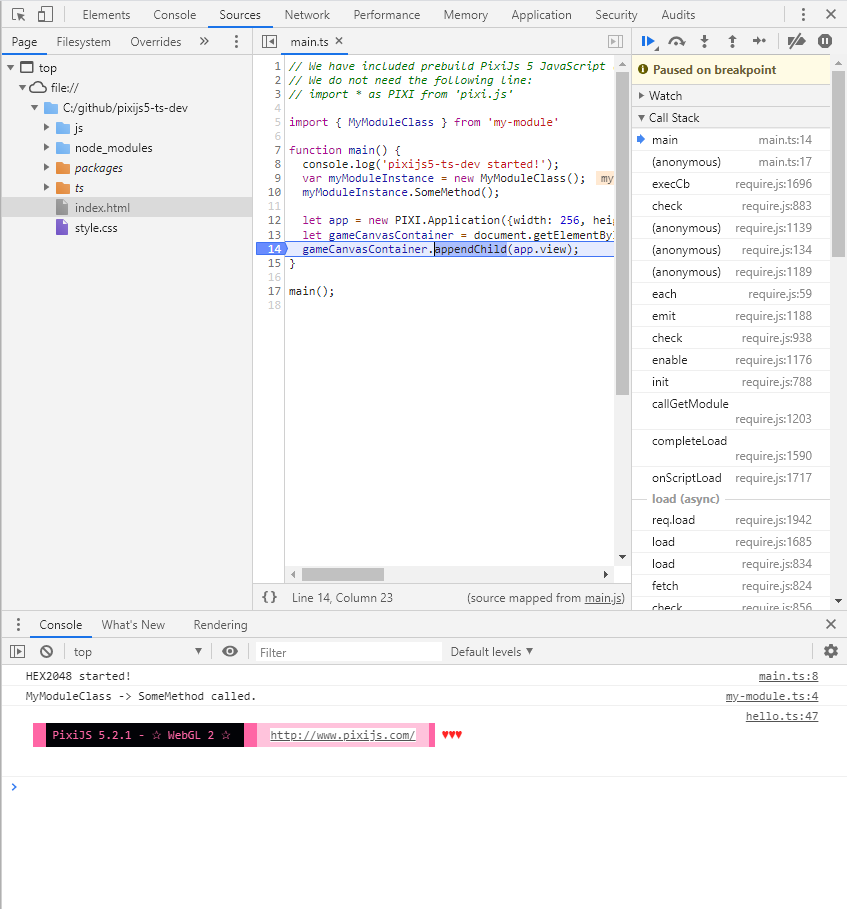 Elements Console Sources Network Performance Memory Application Security Audits
Page Filesystem Overrides »
main.ts ×
top
file://
C:/github/pixijs5-ts-dev
js
node_modules
packages
ts
index.html
style.css
1 // We have included prebuild PixiJs 5 JavaScript
2 // We do not need the following line:
3 // import * as PIXI from 'pixi.js'
4
5 import { MyModuleClass } from 'my-module'
6
7 function main() {
8 console.log('pixijs5-ts-dev started!');
9 var myModuleInstance = new MyModuleClass(); my
10 myModuleInstance.SomeMethod();
11
12 let app = new PIXI.Application({width: 256, heig
13 let gameCanvasContainer = document.getElementBy
14 gameCanvasContainer.appendChild(app.view);
15 }
16
17 main();
18
{} Line 14, Column 23 (source mapped from main.js)
Paused on breakpoint
Watch
Call Stack
main main.ts:14
(anonymous) main.ts:17
execCb require.js:1696
check require.js:883
(anonymous) require.js:1139
(anonymous) require.js:134
(anonymous) require.js:1189
each require.js:59
emit require.js:1188
check require.js:938
enable require.js:1176
init require.js:788
callGetModule
require.js:1203
completeLoad
require.js:1590
onScriptLoad require.js:1717
load (async)
req.load require.js:1942
load require.js:1685
load require.js:834
fetch require.js:824
check require.js:856
Console What's New Rendering
top Filter Default levels
HEX2048 started! main.ts:8
MyModuleClass -> SomeMethod called. my-module.ts:4
hello.ts:47
PixiJS 5.2.1 - ☆ WebGL 2 ☆ http://www.pixijs.com/ ♥♥♥
>